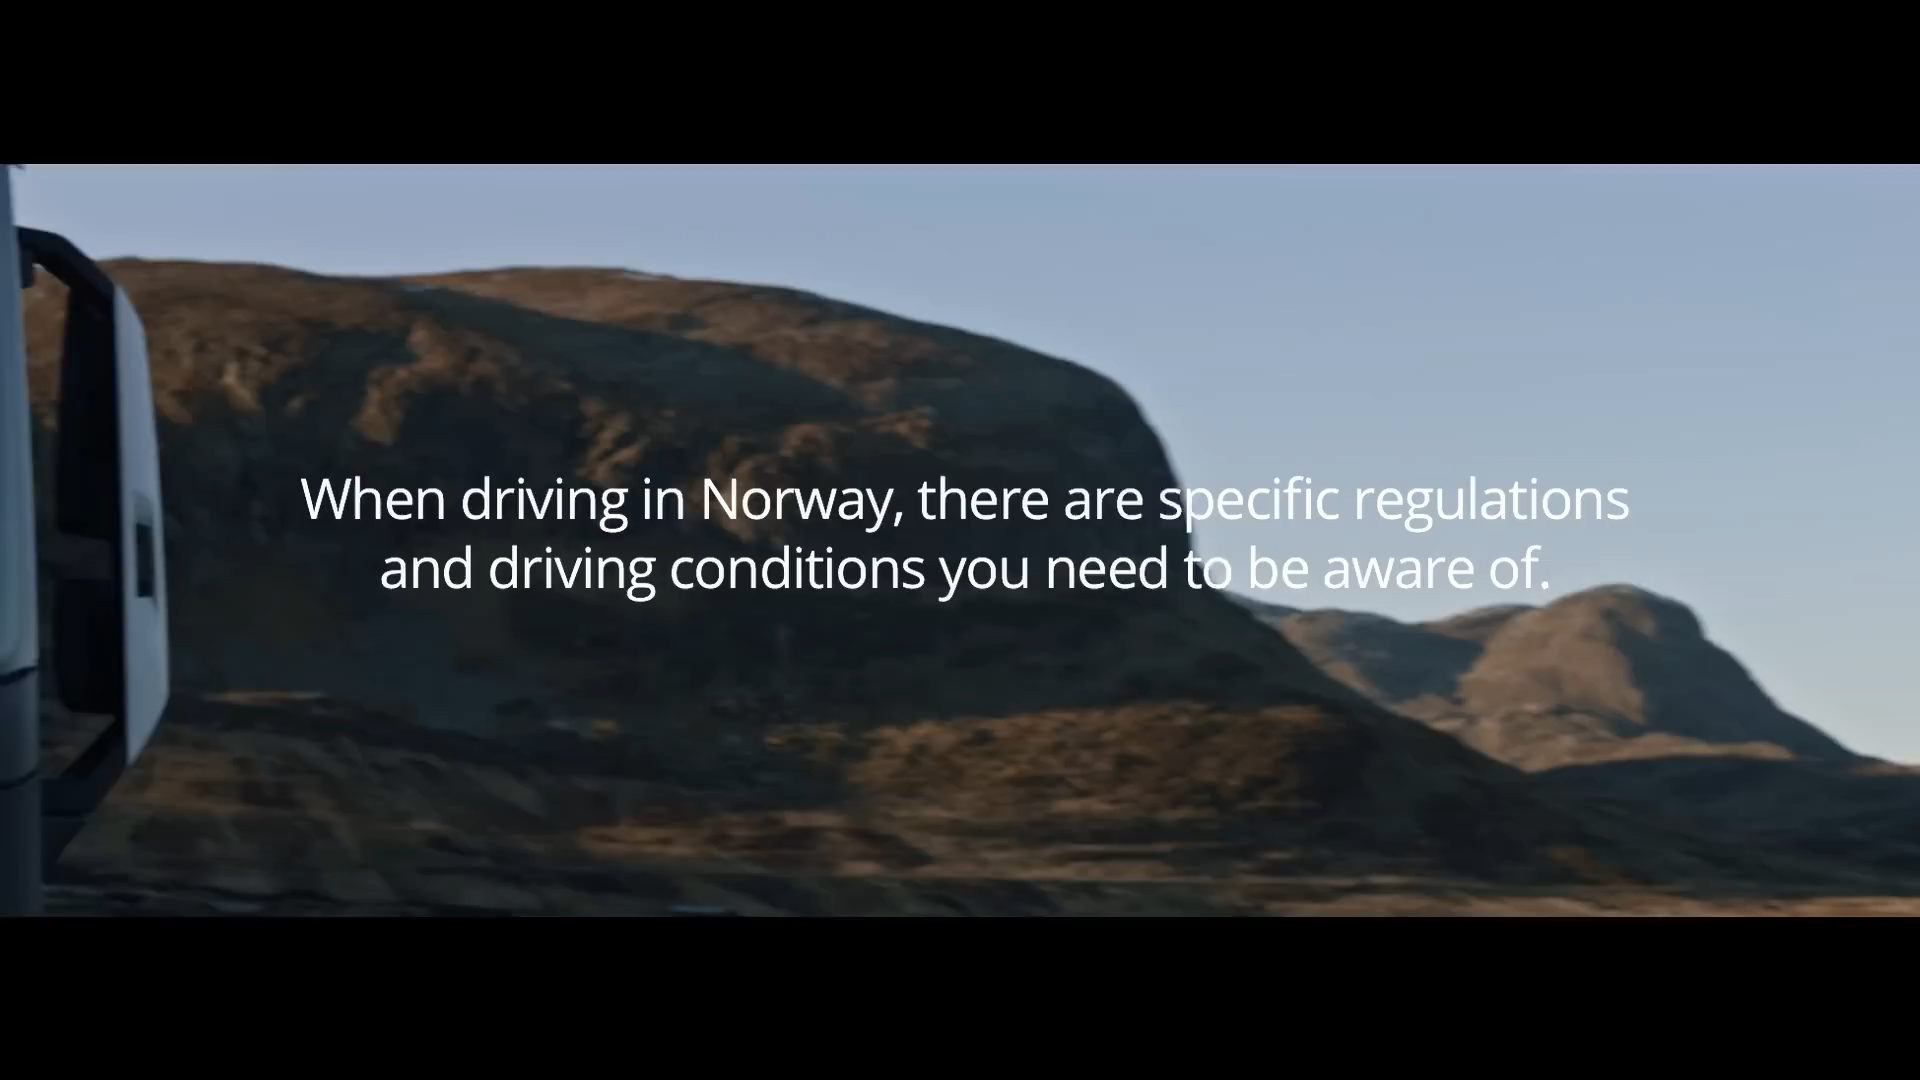 When driving in Norway, there are specific regulations
and driving conditions you need to be aware of.